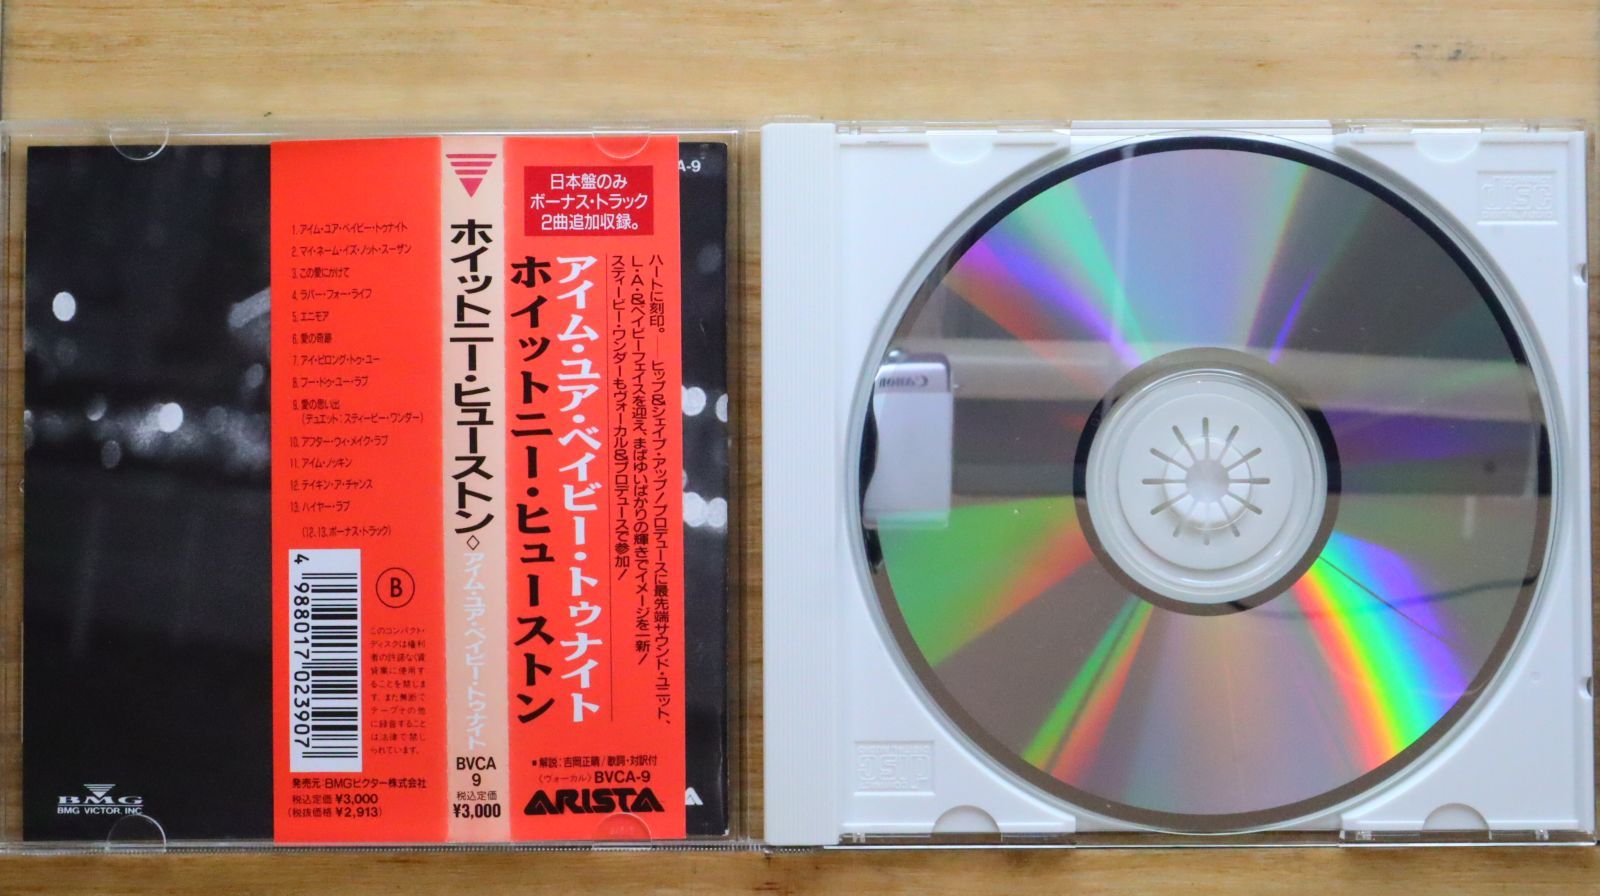 1. アイム・ユア・ベイビー・トゥナイト
2. マイ・ネーム・イズ・ノット・スーザン
3. この愛にかけて
4. ラバー・フォー・ライフ
5. エニモア
6. 愛の奇跡
7. アイ・ビロング・トゥ・ユー
8. フー・ドゥ・ユー・ラブ
9. 愛の思い出
(デュエット:スティービー・ワンダー)
10. アフター・ウィ・メイク・ラブ
11. アイム・ノッキン
12. テイキン・ア・チャンス
13. ハイヤー・ラブ
(12、13、ボーナス・トラック)
4 988017 023907
B
このコンパクト・
ディスクは権利
者の許諾なく賃
貸業に使用す
ることを禁じま
す。また無断で
テープその他
に録音すること
は法律で禁じ
られています。
発売元:BMGビクター株式会社
税込定価 ¥3,000
(税抜価格 ¥2,913)
BMG
BMG VICTOR, INC.
ホイットニー・ヒューストン◇アイム・ユア・ベイビー・トゥナイト
BVCA
9
税込定価
¥3,000
日本盤のみ
ボーナス・トラック
2曲追加収録。
ハートに刻印。——ヒップ&シェイプ・アップ!プロデュースに最先端サウンド・ユニット、
L・A・&ベイビーフェイスを迎え、まばゆいばかりの輝きでイメージを一新!
スティービー・ワンダーもヴォーカル&プロデュースで参加!
アイム・ユア・ベイビー・トゥナイト
ホイットニー・ヒューストン
■解説:吉岡正晴/歌詞・対訳付
〈ヴォーカル〉BVCA-9
ARISTA
A-9
Canon
COMPACT
disc
DIGITAL AUDIO
COMPACT
disc
DIGITAL AUDIO